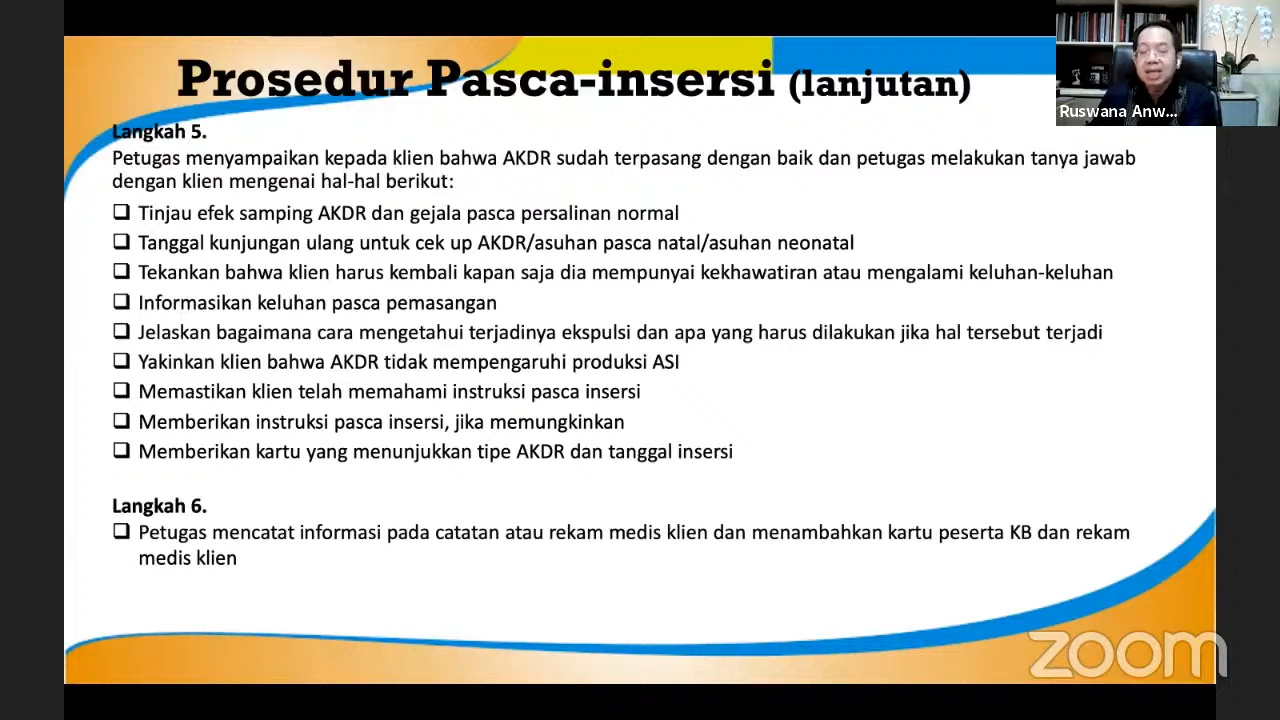 Prosedur Pasca-insersi (lanjutan)
Ruswana Anw...
Langkah 5.
Petugas menyampaikan kepada klien bahwa AKDR sudah terpasang dengan baik dan petugas melakukan tanya jawab
dengan klien mengenai hal-hal berikut:
❑ Tinjau efek samping AKDR dan gejala pasca persalinan normal
❑ Tanggal kunjungan ulang untuk cek up AKDR/asuhan pasca natal/asuhan neonatal
❑ Tekankan bahwa klien harus kembali kapan saja dia mempunyai kekhawatiran atau mengalami keluhan-keluhan
❑ Informasikan keluhan pasca pemasangan
❑ Jelaskan bagaimana cara mengetahui terjadinya ekspulsi dan apa yang harus dilakukan jika hal tersebut terjadi
❑ Yakinkan klien bahwa AKDR tidak mempengaruhi produksi ASI
❑ Memastikan klien telah memahami instruksi pasca insersi
❑ Memberikan instruksi pasca insersi, jika memungkinkan
❑ Memberikan kartu yang menunjukkan tipe AKDR dan tanggal insersi
Langkah 6.
❑ Petugas mencatat informasi pada catatan atau rekam medis klien dan menambahkan kartu peserta KB dan rekam
medis klien
zoom